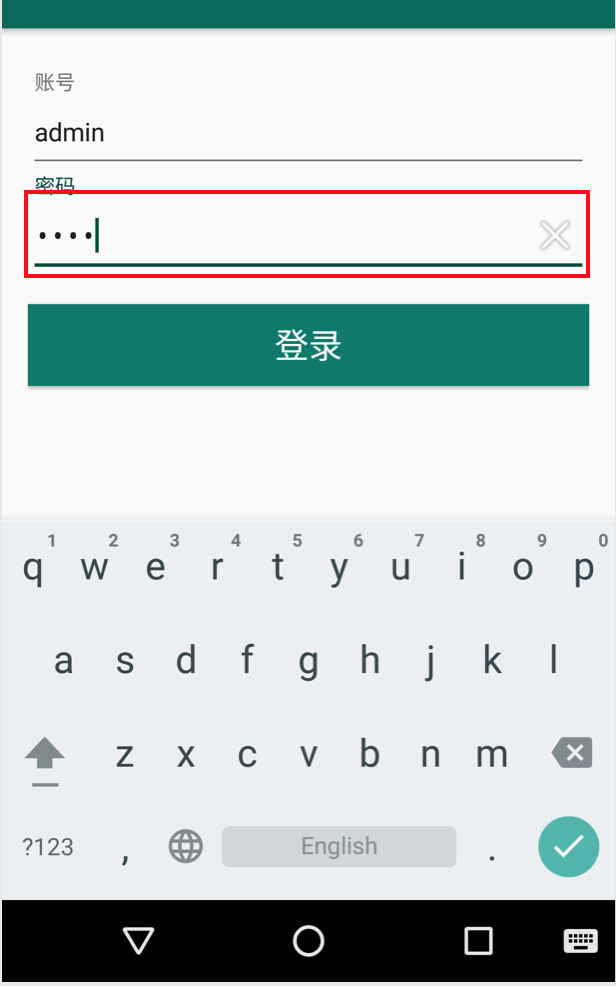 账号
admin
密码
••••
登录
1 2 3 4 5 6 7 8 9 0
q w e r t y u i o p
a s d f g h j k l
z x c v b n m
?123 , English .